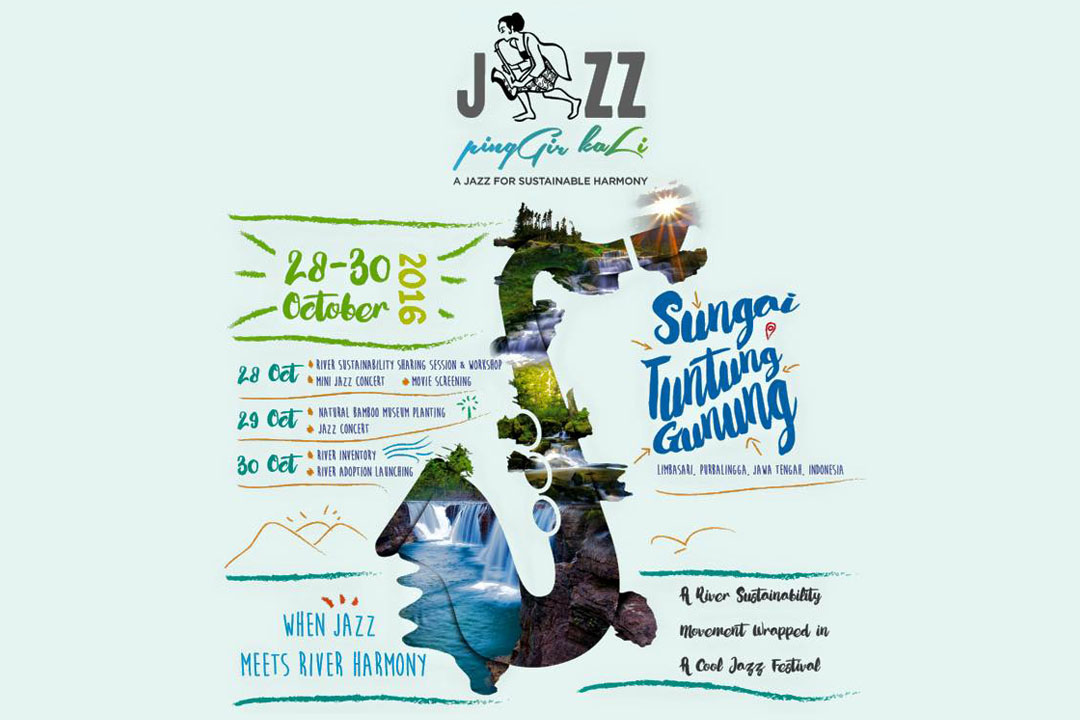 JAZZ
pingGir kaLi
A JAZZ FOR SUSTAINABLE HARMONY
28-30
October
2016
28 Oct
RIVER SUSTAINABILITY SHARING SESSION & WORKSHOP
MINI JAZZ CONCERT MOVIE SCREENING
29 Oct
NATURAL BAMBOO MUSEUM PLANTING
JAZZ CONCERT
30 Oct
RIVER INVENTORY
RIVER ADOPTION LAUNCHING
Sungai
Tuntung
Gunung
LIMBASARI, PURBALINGGA, JAWA TENGAH, INDONESIA
WHEN JAZZ
MEETS RIVER HARMONY
A River Sustainability
Movement Wrapped in
A Cool Jazz Festival